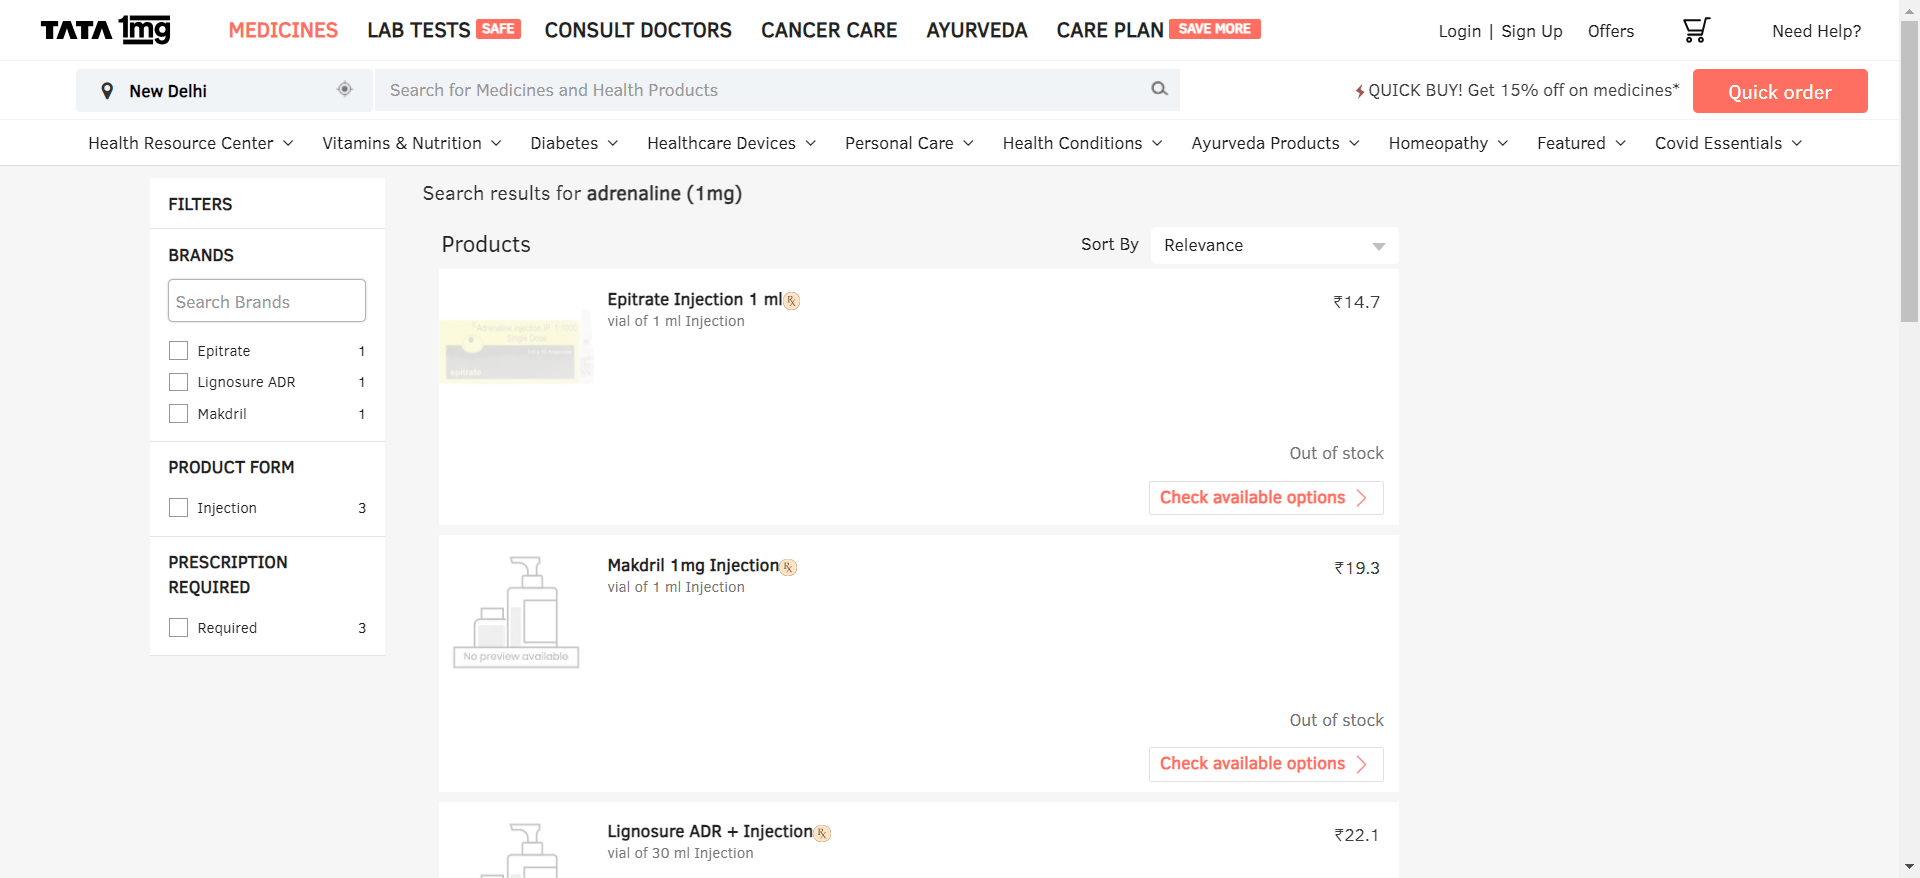 TATA 1mg
MEDICINES LAB TESTS SAFE CONSULT DOCTORS CANCER CARE AYURVEDA CARE PLAN SAVE MORE Login | Sign Up Offers Need Help?
New Delhi Search for Medicines and Health Products QUICK BUY! Get 15% off on medicines* Quick order
Health Resource Center Vitamins & Nutrition Diabetes Healthcare Devices Personal Care Health Conditions Ayurveda Products Homeopathy Featured Covid Essentials
FILTERS
BRANDS
Search Brands
Epitrate 1
Lignosure ADR 1
Makdril 1
PRODUCT FORM
Injection 3
PRESCRIPTION
REQUIRED
Required 3
Search results for adrenaline (1mg)
Products Sort By Relevance
Adrenaline Injection IP
Single Dose
epitrate
Epitrate Injection 1 ml ₹14.7
vial of 1 ml Injection
Out of stock
Check available options
No preview available
Makdril 1mg Injection ₹19.3
vial of 1 ml Injection
Out of stock
Check available options
Lignosure ADR + Injection ₹22.1
vial of 30 ml Injection